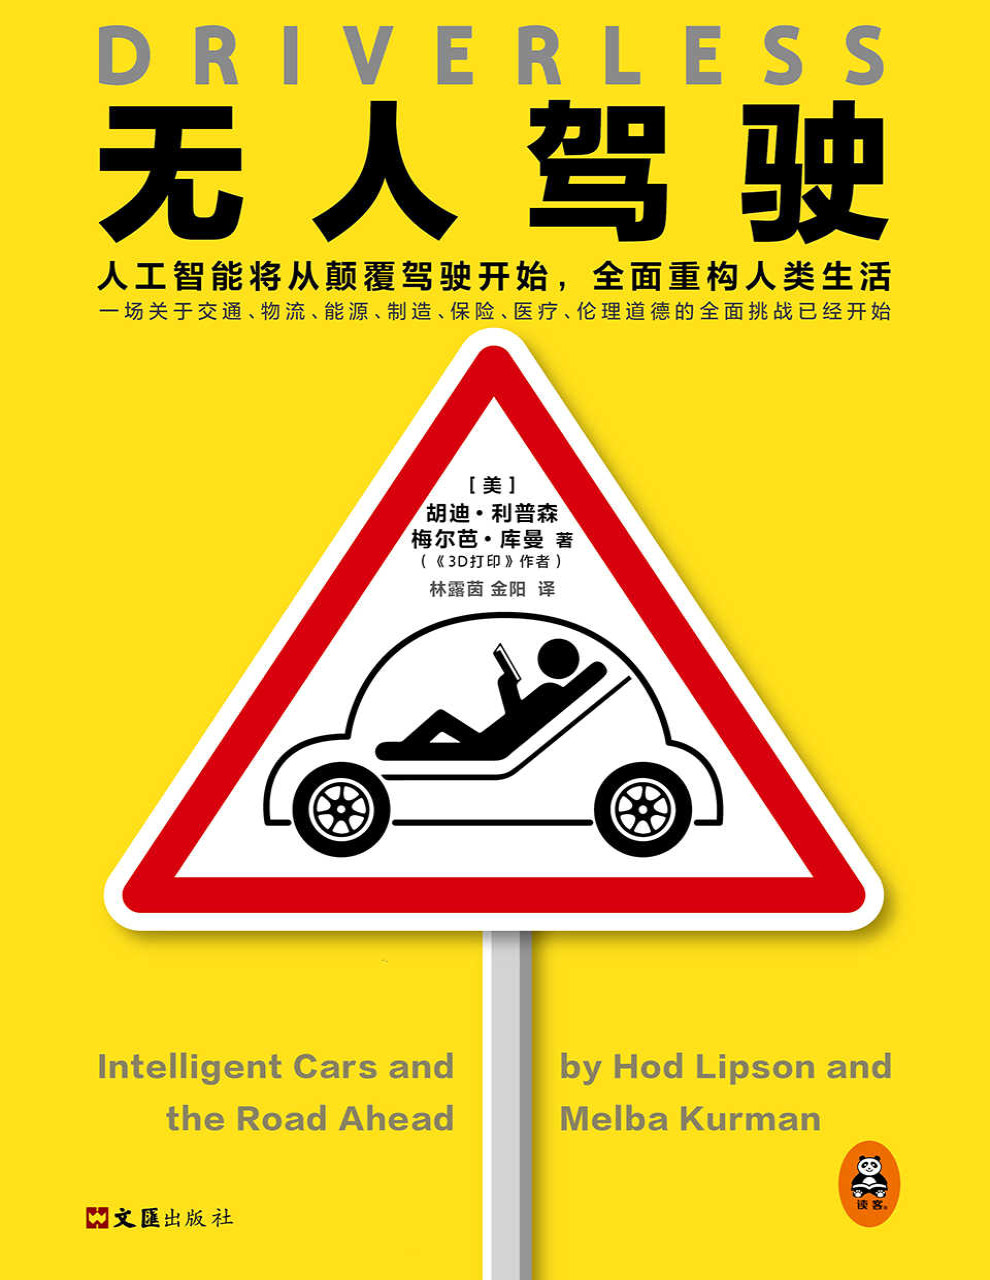 DRIVERLESS
无人驾驶
人工智能将从颠覆驾驶开始，全面重构人类生活
一场关于交通、物流、能源、制造、保险、医疗、伦理道德的全面挑战已经开始
[美]
胡迪·利普森
梅尔芭·库曼 著
(《3D打印》作者)
林露茵 金阳 译
Intelligent Cars and
the Road Ahead
by Hod Lipson and
Melba Kurman
读客®
文匯出版社